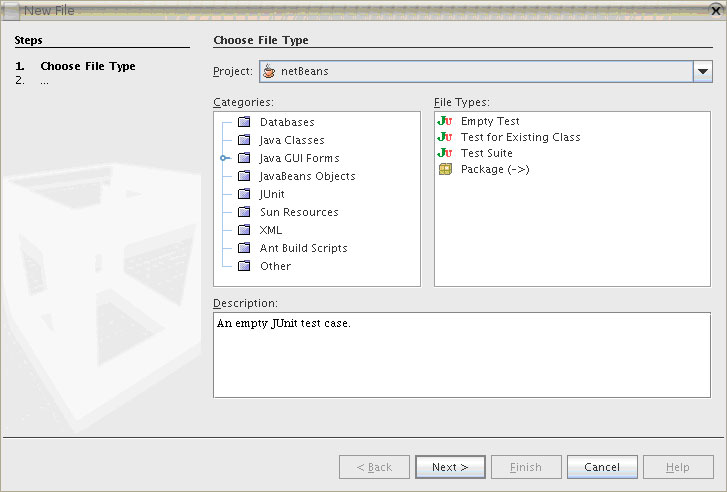 New File
Steps
1. Choose File Type
2. ...
Choose File Type
Project: netBeans
Categories:
Databases
Java Classes
Java GUI Forms
JavaBeans Objects
JUnit
Sun Resources
XML
Ant Build Scripts
Other
File Types:
JU Empty Test
JU Test for Existing Class
JU Test Suite
Package (->)
Description:
An empty JUnit test case.
< Back Next > Finish Cancel Help